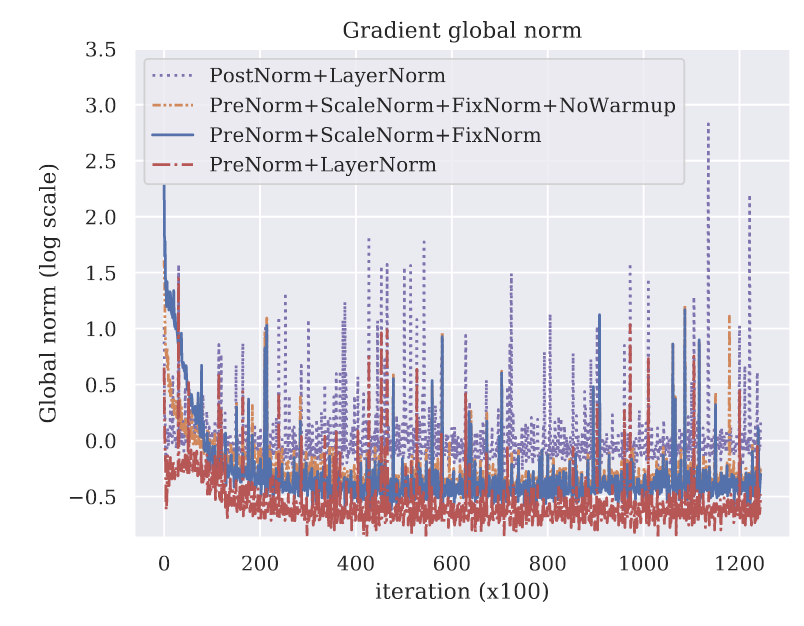 Gradient global norm
3.5
3.0
2.5
2.0
1.5
1.0
0.5
0.0
−0.5
Global norm (log scale)
PostNorm+LayerNorm
PreNorm+ScaleNorm+FixNorm+NoWarmup
PreNorm+ScaleNorm+FixNorm
PreNorm+LayerNorm
0 200 400 600 800 1000 1200
iteration (x100)